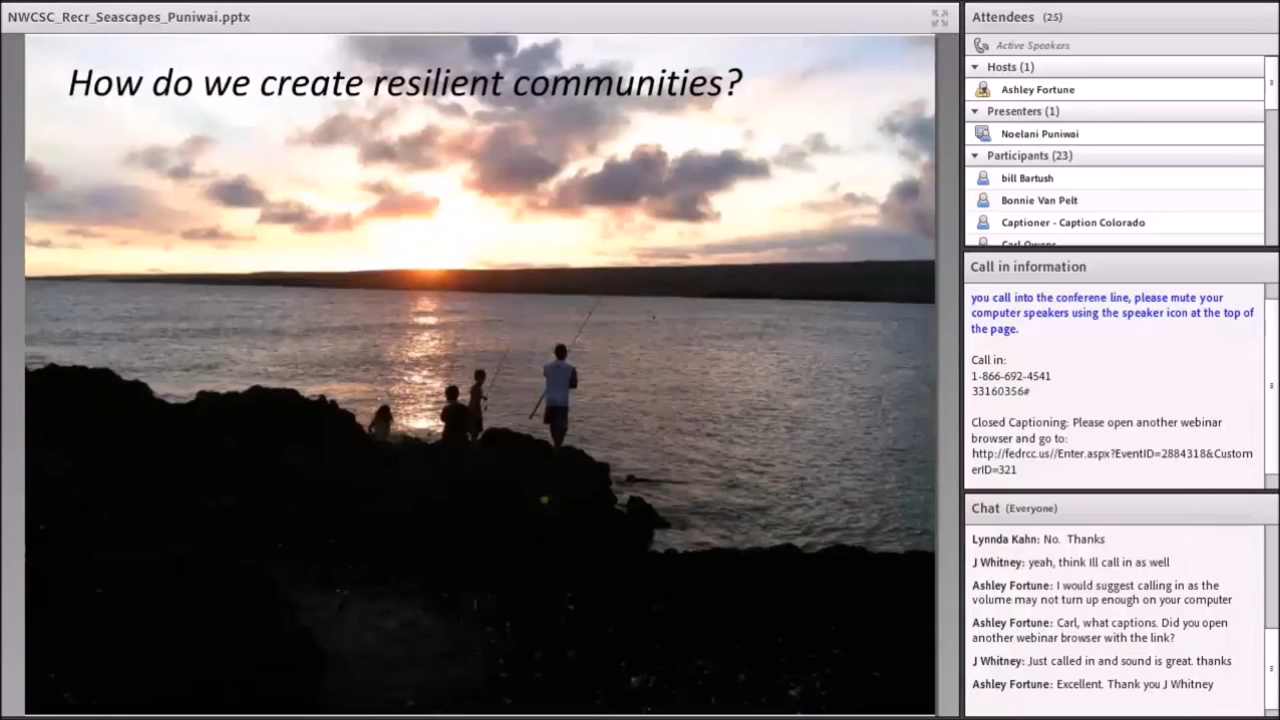 NWCSC_Recr_Seascapes_Puniwai.pptx
How do we create resilient communities?
Attendees (25)
Active Speakers
Hosts (1)
Ashley Fortune
Presenters (1)
Noelani Puniwai
Participants (23)
bill Bartush
Bonnie Van Pelt
Captioner - Caption Colorado
Carl Owens
Call in information
you call into the conferene line, please mute your
computer speakers using the speaker icon at the top of
the page.
Call in:
1-866-692-4541
33160356#
Closed Captioning: Please open another webinar
browser and go to:
http://fedrcc.us//Enter.aspx?EventID=2884318&Custom
erID=321
Chat (Everyone)
Lynnda Kahn: No. Thanks
J Whitney: yeah, think Ill call in as well
Ashley Fortune: I would suggest calling in as the
volume may not turn up enough on your computer
Ashley Fortune: Carl, what captions. Did you open
another webinar browser with the link?
J Whitney: Just called in and sound is great. thanks
Ashley Fortune: Excellent. Thank you J Whitney